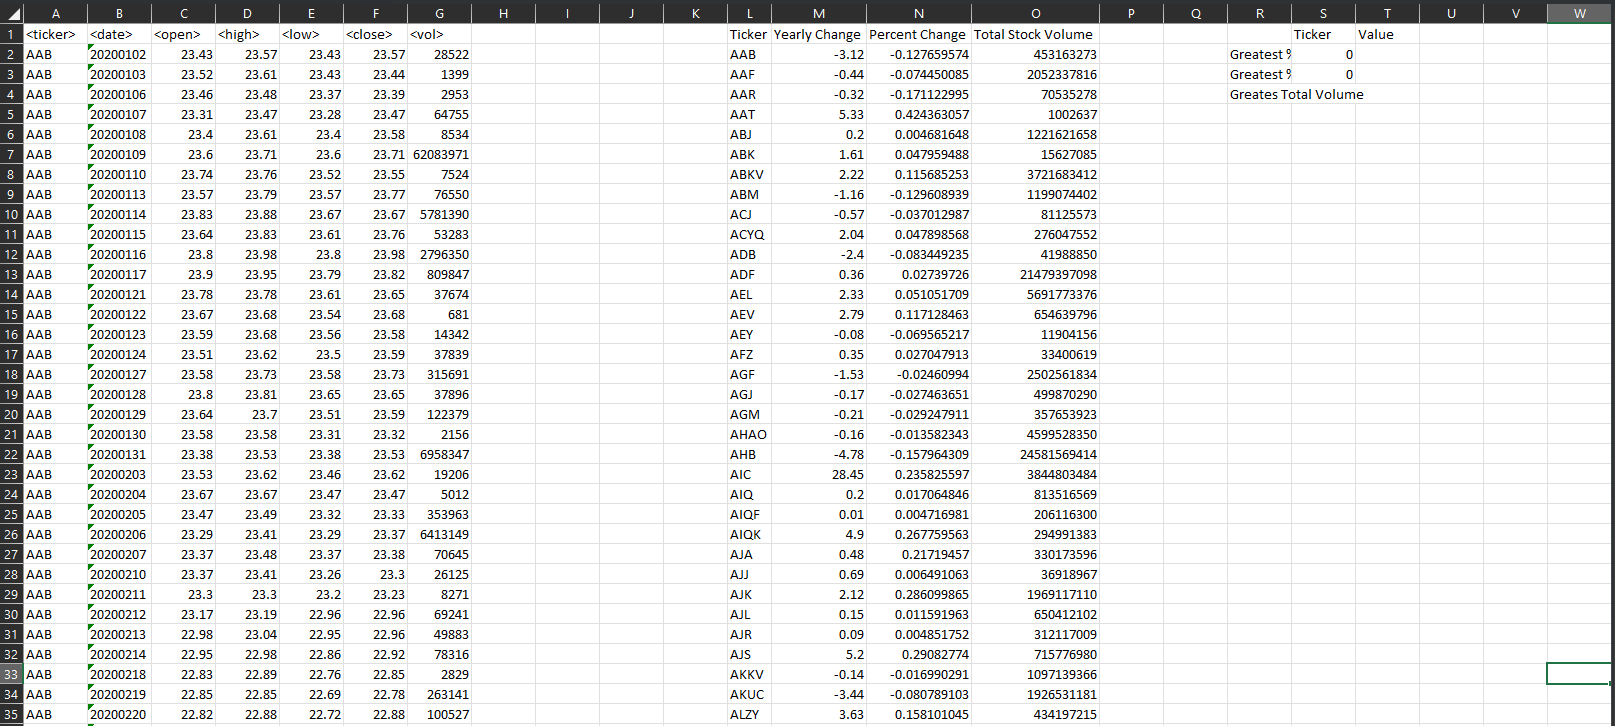 A B C D E F G H I J K L M N O P Q R S T U V W
1 <ticker> <date> <open> <high> <low> <close> <vol> Ticker Yearly Change Percent Change Total Stock Volume Ticker Value
2 AAB 20200102 23.43 23.57 23.43 23.57 28522 AAB -3.12 -0.127659574 453163273 Greatest % 0
3 AAB 20200103 23.52 23.61 23.43 23.44 1399 AAF -0.44 -0.074450085 2052337816 Greatest % 0
4 AAB 20200106 23.46 23.48 23.37 23.39 2953 AAR -0.32 -0.171122995 70535278 Greates Total Volume
5 AAB 20200107 23.31 23.47 23.28 23.47 64755 AAT 5.33 0.424363057 1002637
6 AAB 20200108 23.4 23.61 23.4 23.58 8534 ABJ 0.2 0.004681648 1221621658
7 AAB 20200109 23.6 23.71 23.6 23.71 62083971 ABK 1.61 0.047959488 15627085
8 AAB 20200110 23.74 23.76 23.52 23.55 7524 ABKV 2.22 0.115685253 3721683412
9 AAB 20200113 23.57 23.79 23.57 23.77 76550 ABM -1.16 -0.129608939 1199074402
10 AAB 20200114 23.83 23.88 23.67 23.67 5781390 ACJ -0.57 -0.037012987 81125573
11 AAB 20200115 23.64 23.83 23.61 23.76 53283 ACYQ 2.04 0.047898568 276047552
12 AAB 20200116 23.8 23.98 23.8 23.98 2796350 ADB -2.4 -0.083449235 41988850
13 AAB 20200117 23.9 23.95 23.79 23.82 809847 ADF 0.36 0.02739726 21479397098
14 AAB 20200121 23.78 23.78 23.61 23.65 37674 AEL 2.33 0.051051709 5691773376
15 AAB 20200122 23.67 23.68 23.54 23.68 681 AEV 2.79 0.117128463 654639796
16 AAB 20200123 23.59 23.68 23.56 23.58 14342 AEY -0.08 -0.069565217 11904156
17 AAB 20200124 23.51 23.62 23.5 23.59 37839 AFZ 0.35 0.027047913 33400619
18 AAB 20200127 23.58 23.73 23.58 23.73 315691 AGF -1.53 -0.02460994 2502561834
19 AAB 20200128 23.8 23.81 23.65 23.65 37896 AGJ -0.17 -0.027463651 499870290
20 AAB 20200129 23.64 23.7 23.51 23.59 122379 AGM -0.21 -0.029247911 357653923
21 AAB 20200130 23.58 23.58 23.31 23.32 2156 AHAO -0.16 -0.013582343 4599528350
22 AAB 20200131 23.38 23.53 23.38 23.53 6958347 AHB -4.78 -0.157964309 24581569414
23 AAB 20200203 23.53 23.62 23.46 23.62 19206 AIC 28.45 0.235825597 3844803484
24 AAB 20200204 23.67 23.67 23.47 23.47 5012 AIQ 0.2 0.017064846 813516569
25 AAB 20200205 23.47 23.49 23.32 23.33 353963 AIQF 0.01 0.004716981 206116300
26 AAB 20200206 23.29 23.41 23.29 23.37 6413149 AIQK 4.9 0.267759563 294991383
27 AAB 20200207 23.37 23.48 23.37 23.38 70645 AJA 0.48 0.21719457 330173596
28 AAB 20200210 23.37 23.41 23.26 23.3 26125 AJJ 0.69 0.006491063 36918967
29 AAB 20200211 23.3 23.3 23.2 23.23 8271 AJK 2.12 0.286099865 1969117110
30 AAB 20200212 23.17 23.19 22.96 22.96 69241 AJL 0.15 0.011591963 650412102
31 AAB 20200213 22.98 23.04 22.95 22.96 49883 AJR 0.09 0.004851752 312117009
32 AAB 20200214 22.95 22.98 22.86 22.92 78316 AJS 5.2 0.29082774 715776980
33 AAB 20200218 22.83 22.89 22.76 22.85 2829 AKKV -0.14 -0.016990291 1097139366
34 AAB 20200219 22.85 22.85 22.69 22.78 263141 AKUC -3.44 -0.080789103 1926531181
35 AAB 20200220 22.82 22.88 22.72 22.88 100527 ALZY 3.63 0.158101045 434197215